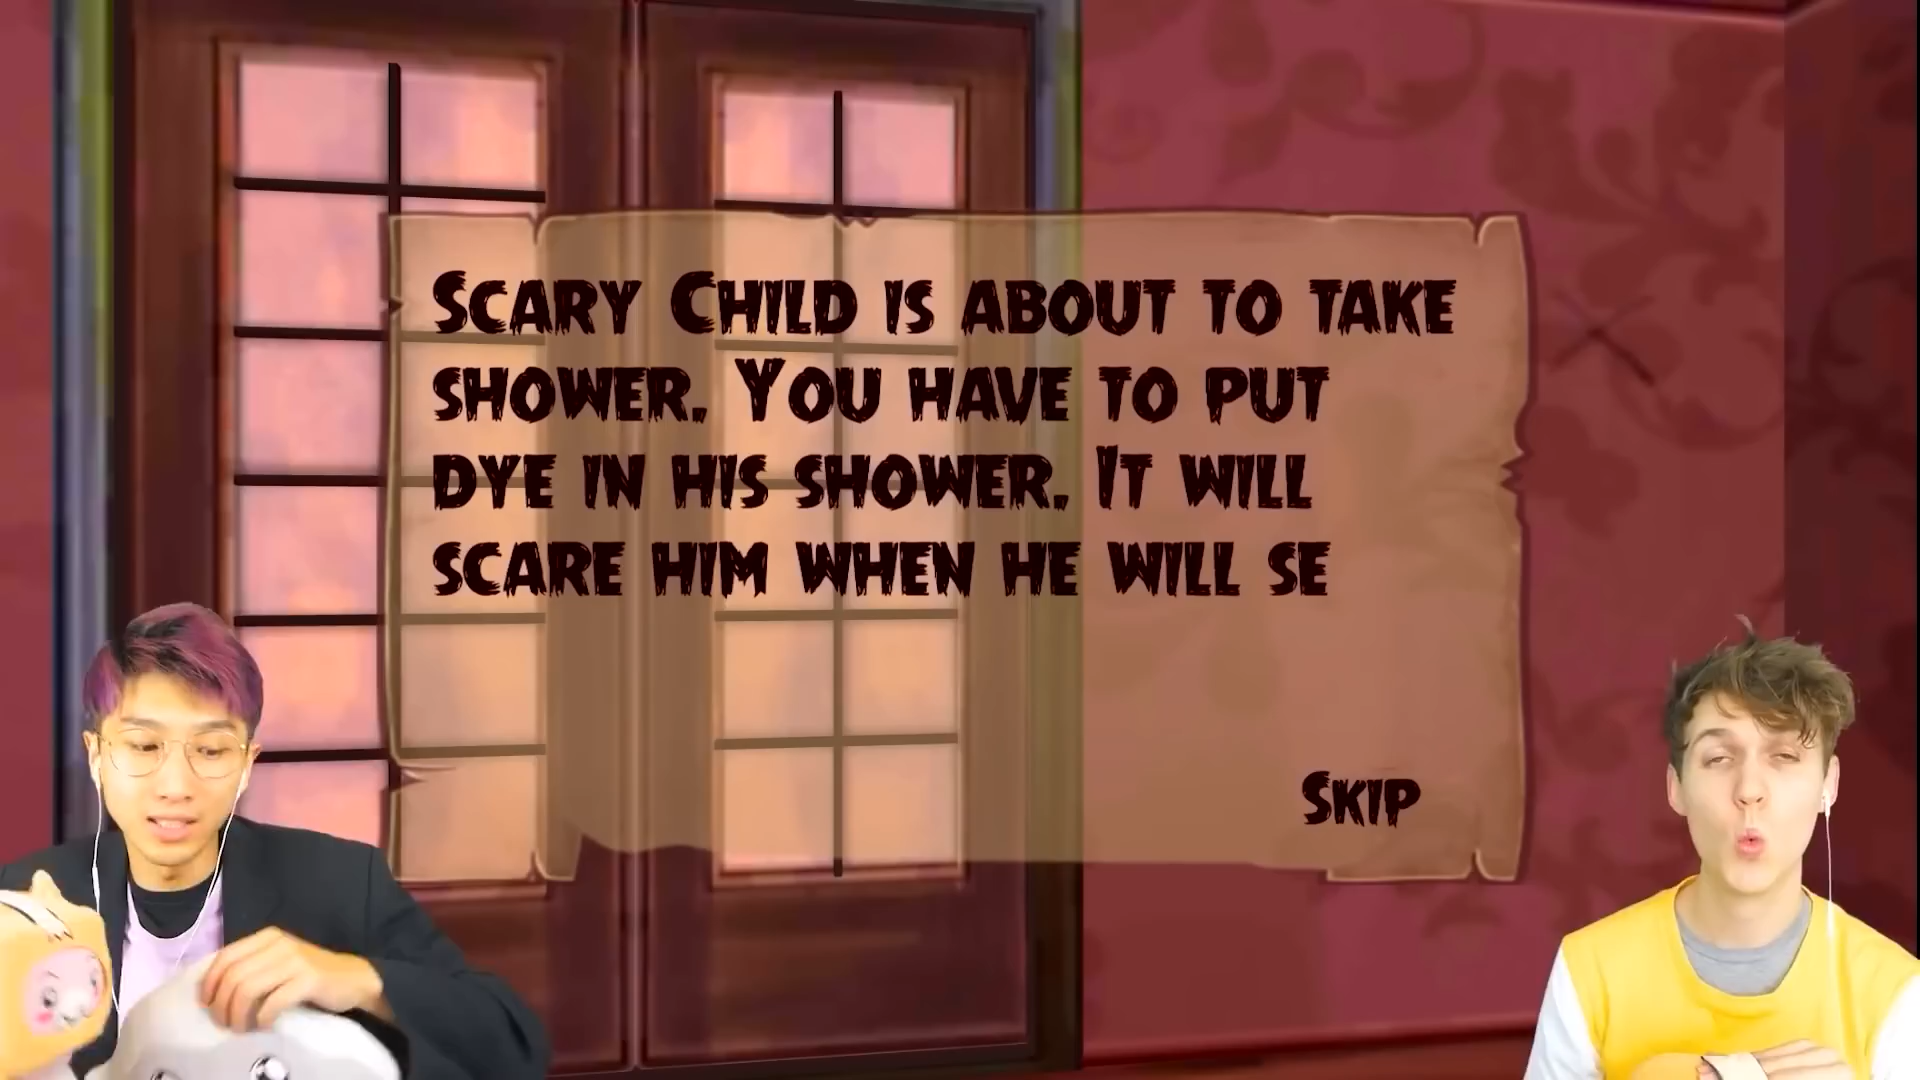 Scary Child is about to take
shower. You have to put
dye in his shower. It will
scare him when he will se
Skip